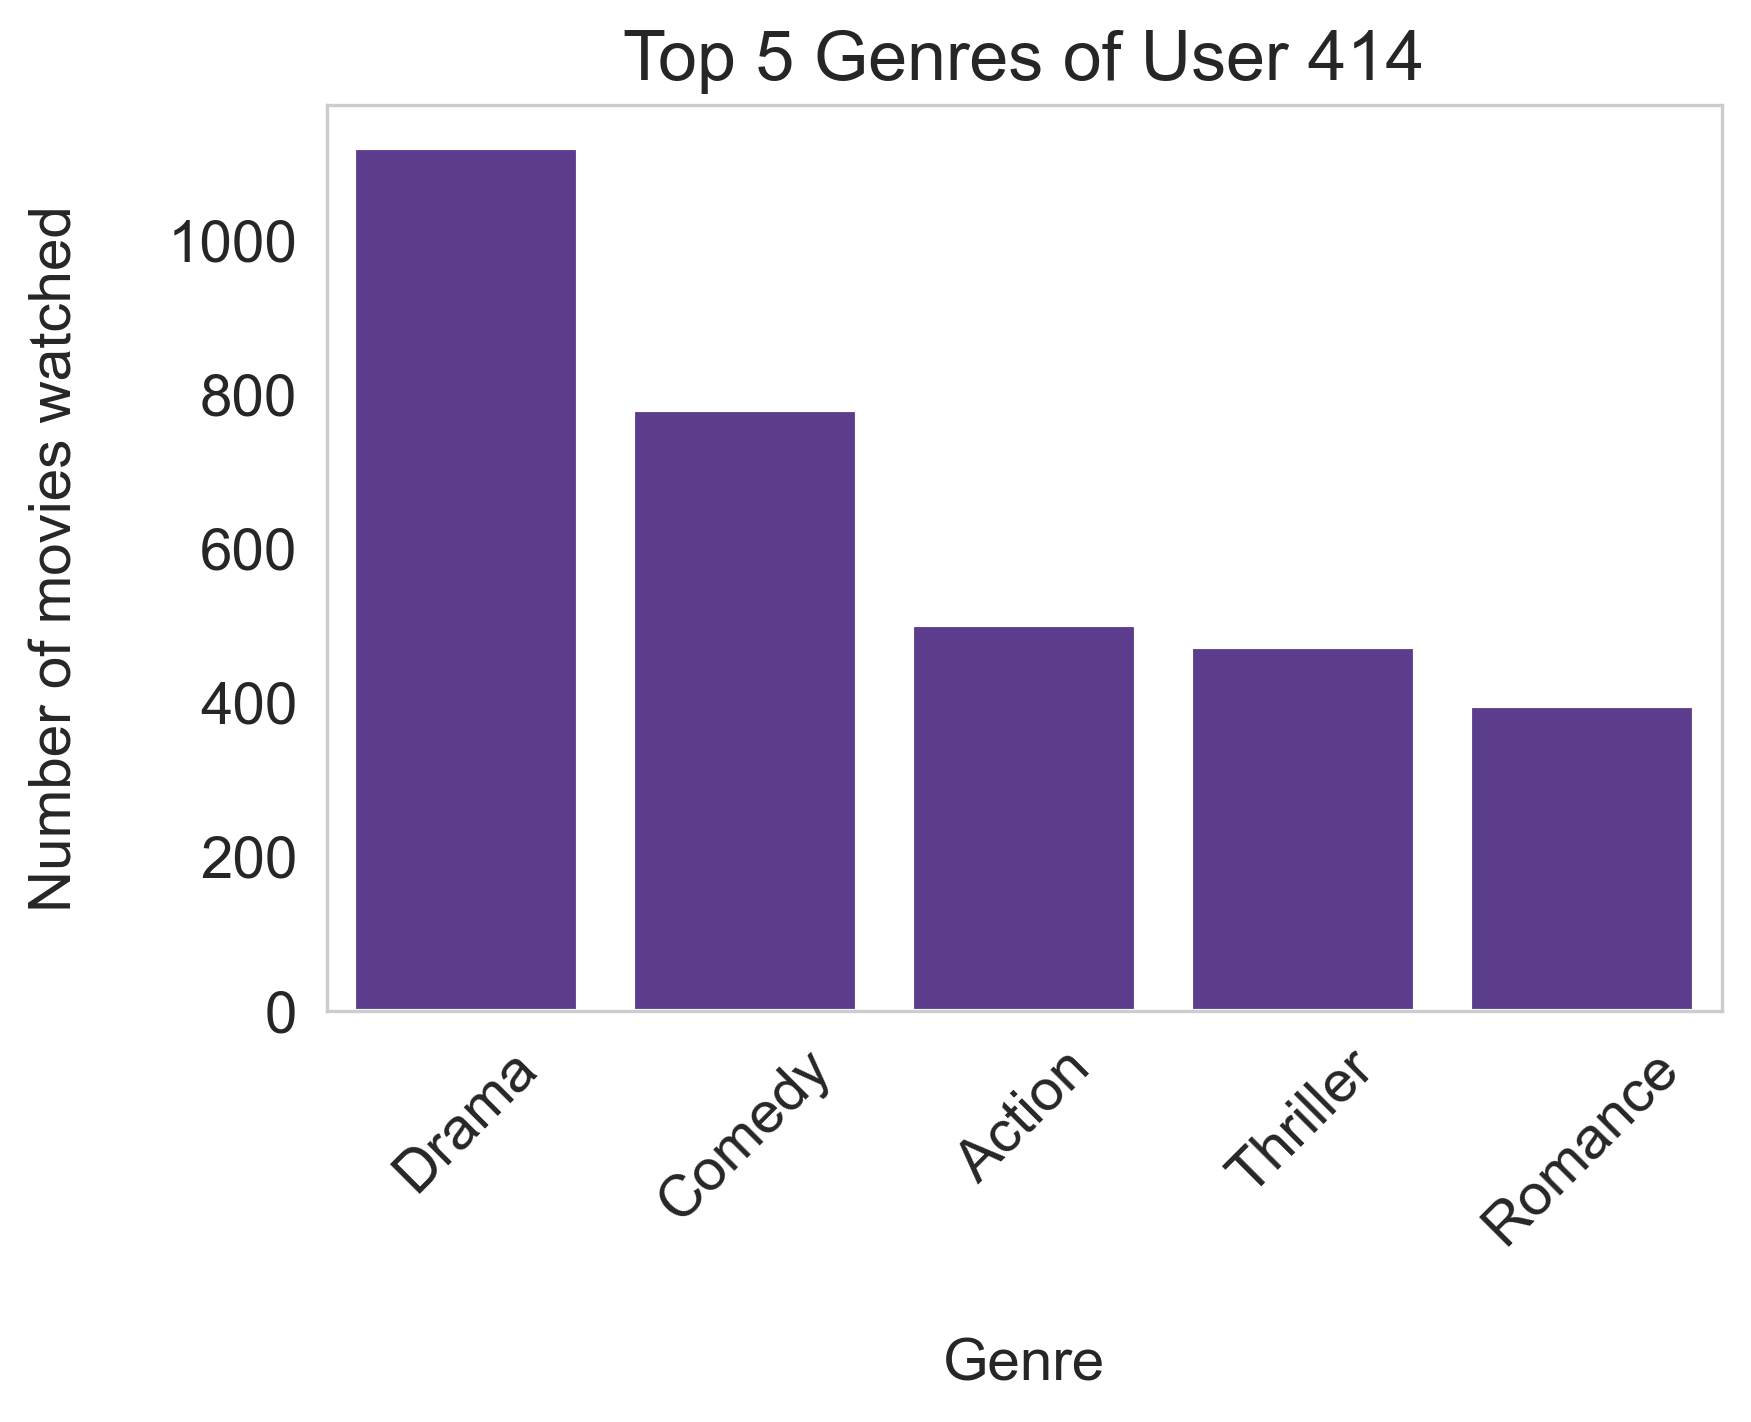 Top 5 Genres of User 414
Number of movies watched
1000
800
600
400
200
0
Drama
Comedy
Action
Thriller
Romance
Genre